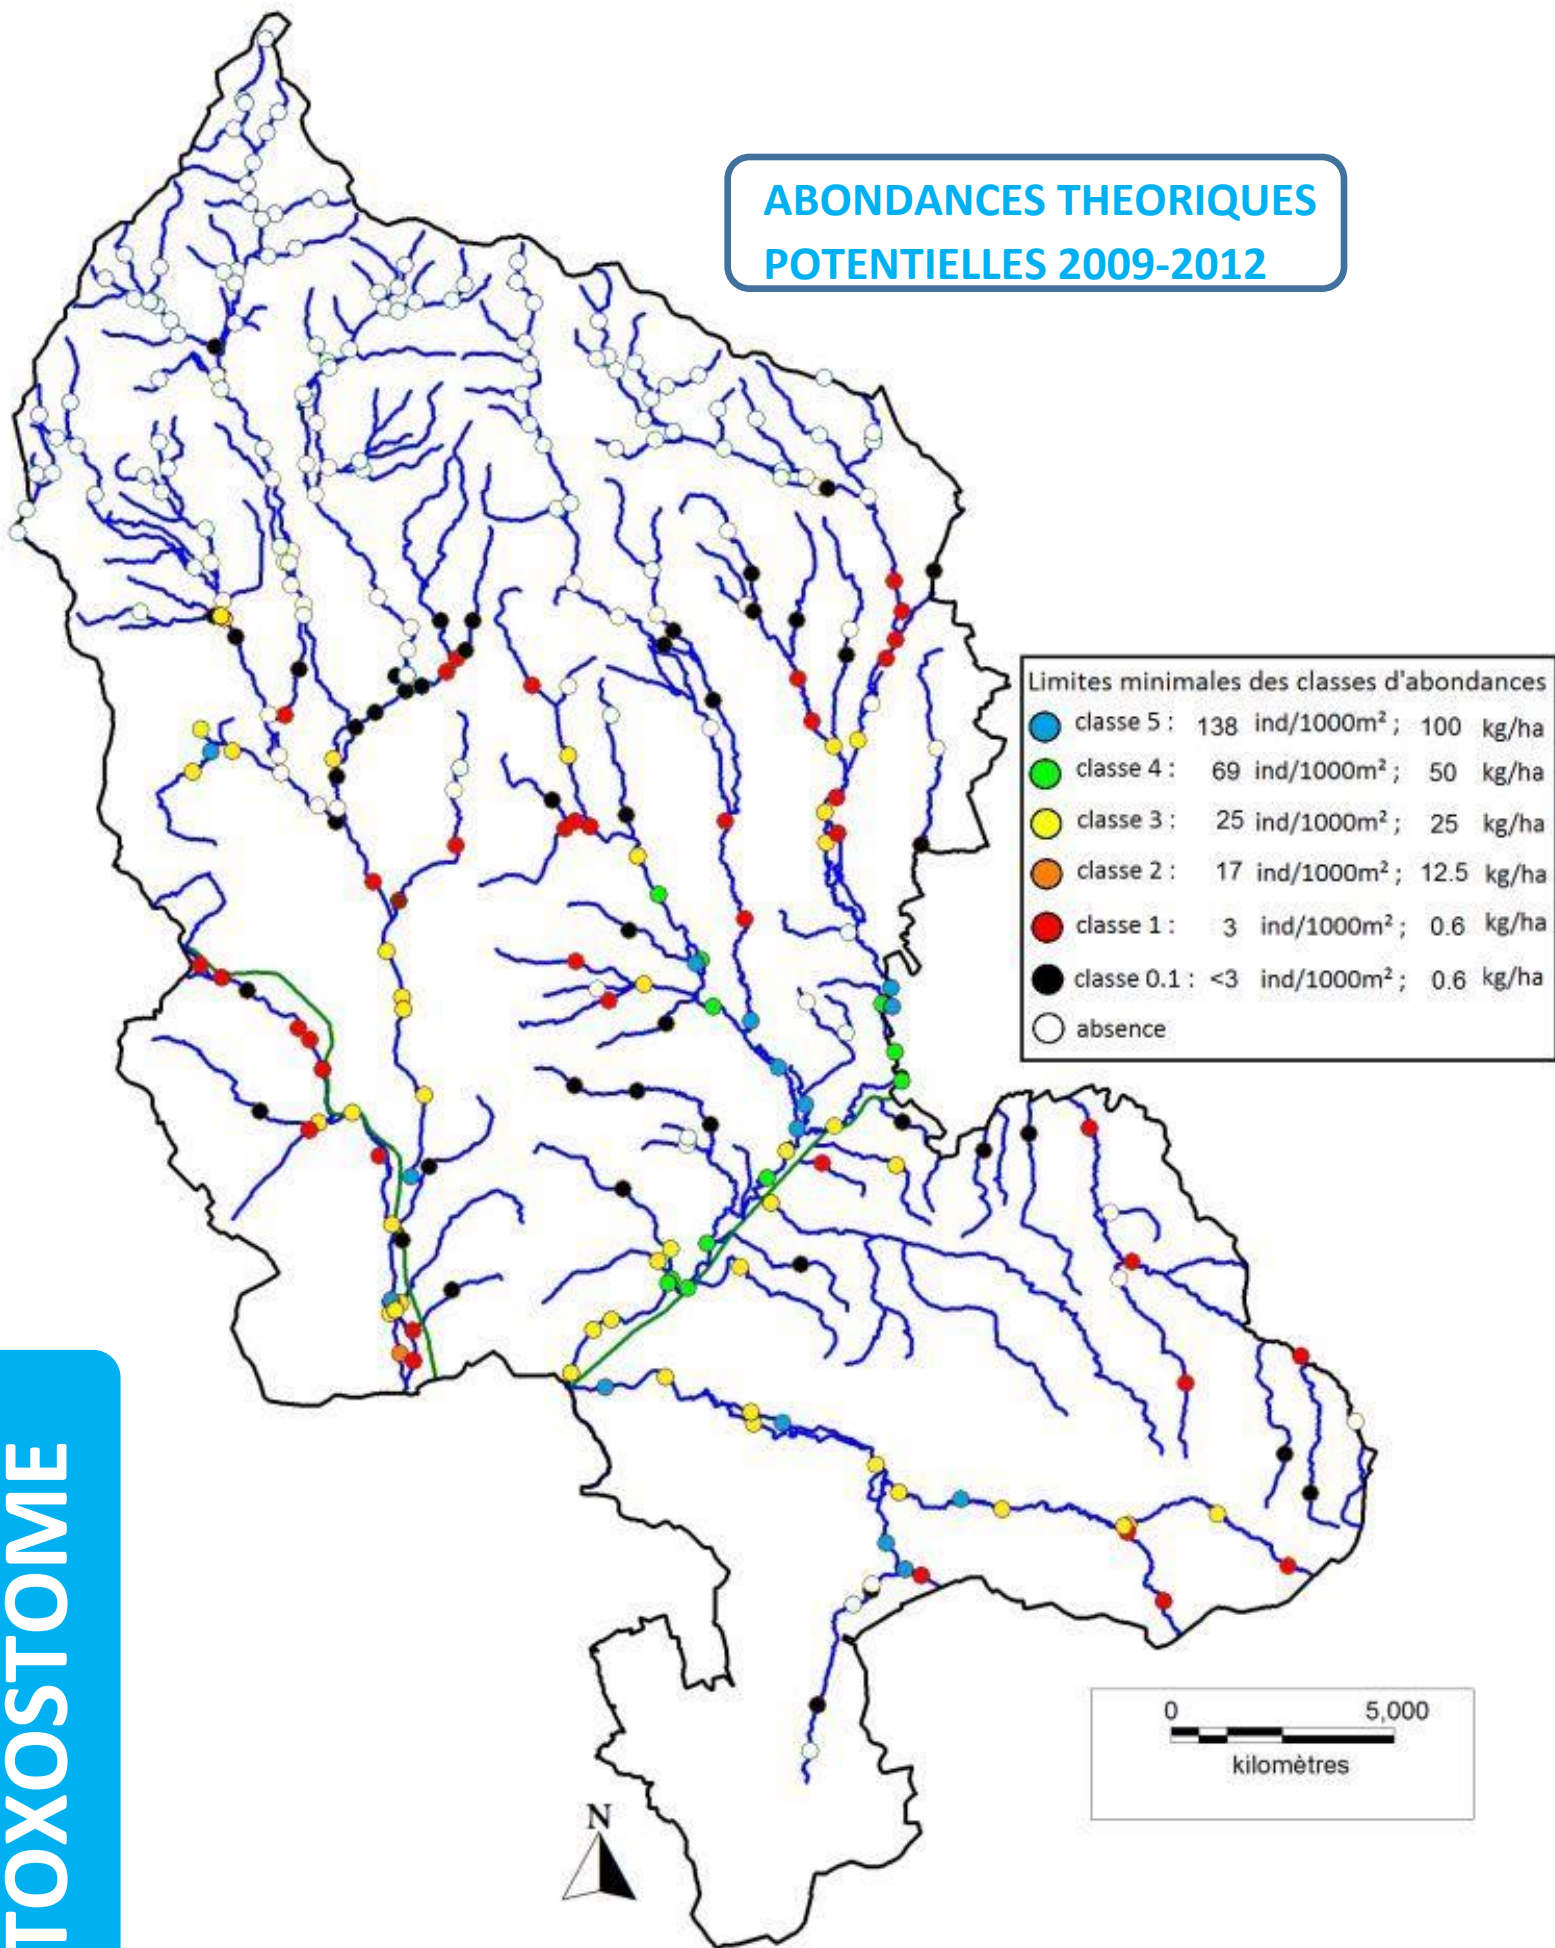 ABONDANCES THEORIQUES
POTENTIELLES 2009-2012
Limites minimales des classes d'abondances
classe 5 : 138 ind/1000m² ; 100 kg/ha
classe 4 : 69 ind/1000m² ; 50 kg/ha
classe 3 : 25 ind/1000m² ; 25 kg/ha
classe 2 : 17 ind/1000m² ; 12.5 kg/ha
classe 1 : 3 ind/1000m² ; 0.6 kg/ha
classe 0.1 : <3 ind/1000m² ; 0.6 kg/ha
absence
TOXOSTOME
0 5,000
kilomètres
N